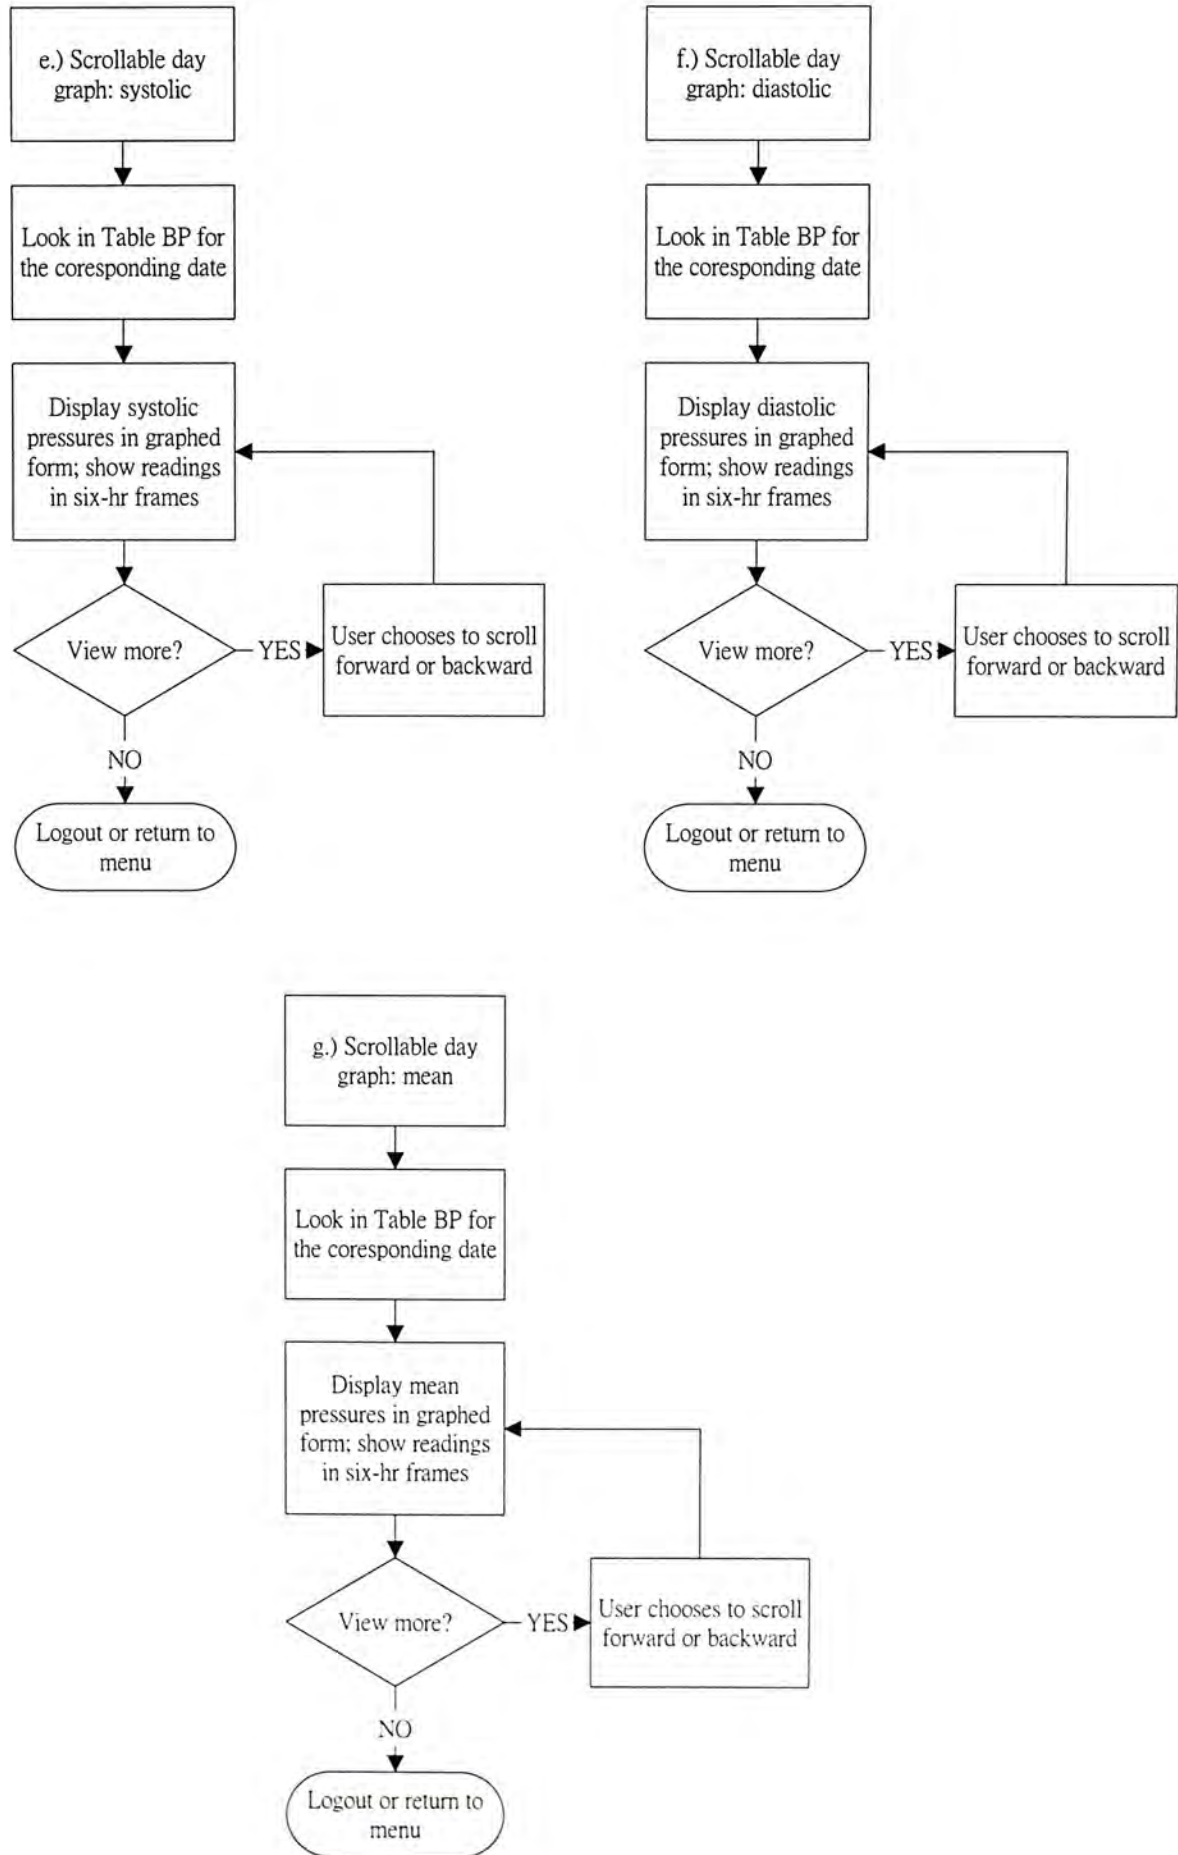 e.) Scrollable day
graph: systolic
Look in Table BP for
the coresponding date
Display systolic
pressures in graphed
form; show readings
in six-hr frames
View more?
YES
User chooses to scroll
forward or backward
NO
Logout or return to
menu
f.) Scrollable day
graph: diastolic
Look in Table BP for
the coresponding date
Display diastolic
pressures in graphed
form; show readings
in six-hr frames
View more?
YES
User chooses to scroll
forward or backward
NO
Logout or return to
menu
g.) Scrollable day
graph: mean
Look in Table BP for
the coresponding date
Display mean
pressures in graphed
form; show readings
in six-hr frames
View more?
YES
User chooses to scroll
forward or backward
NO
Logout or return to
menu